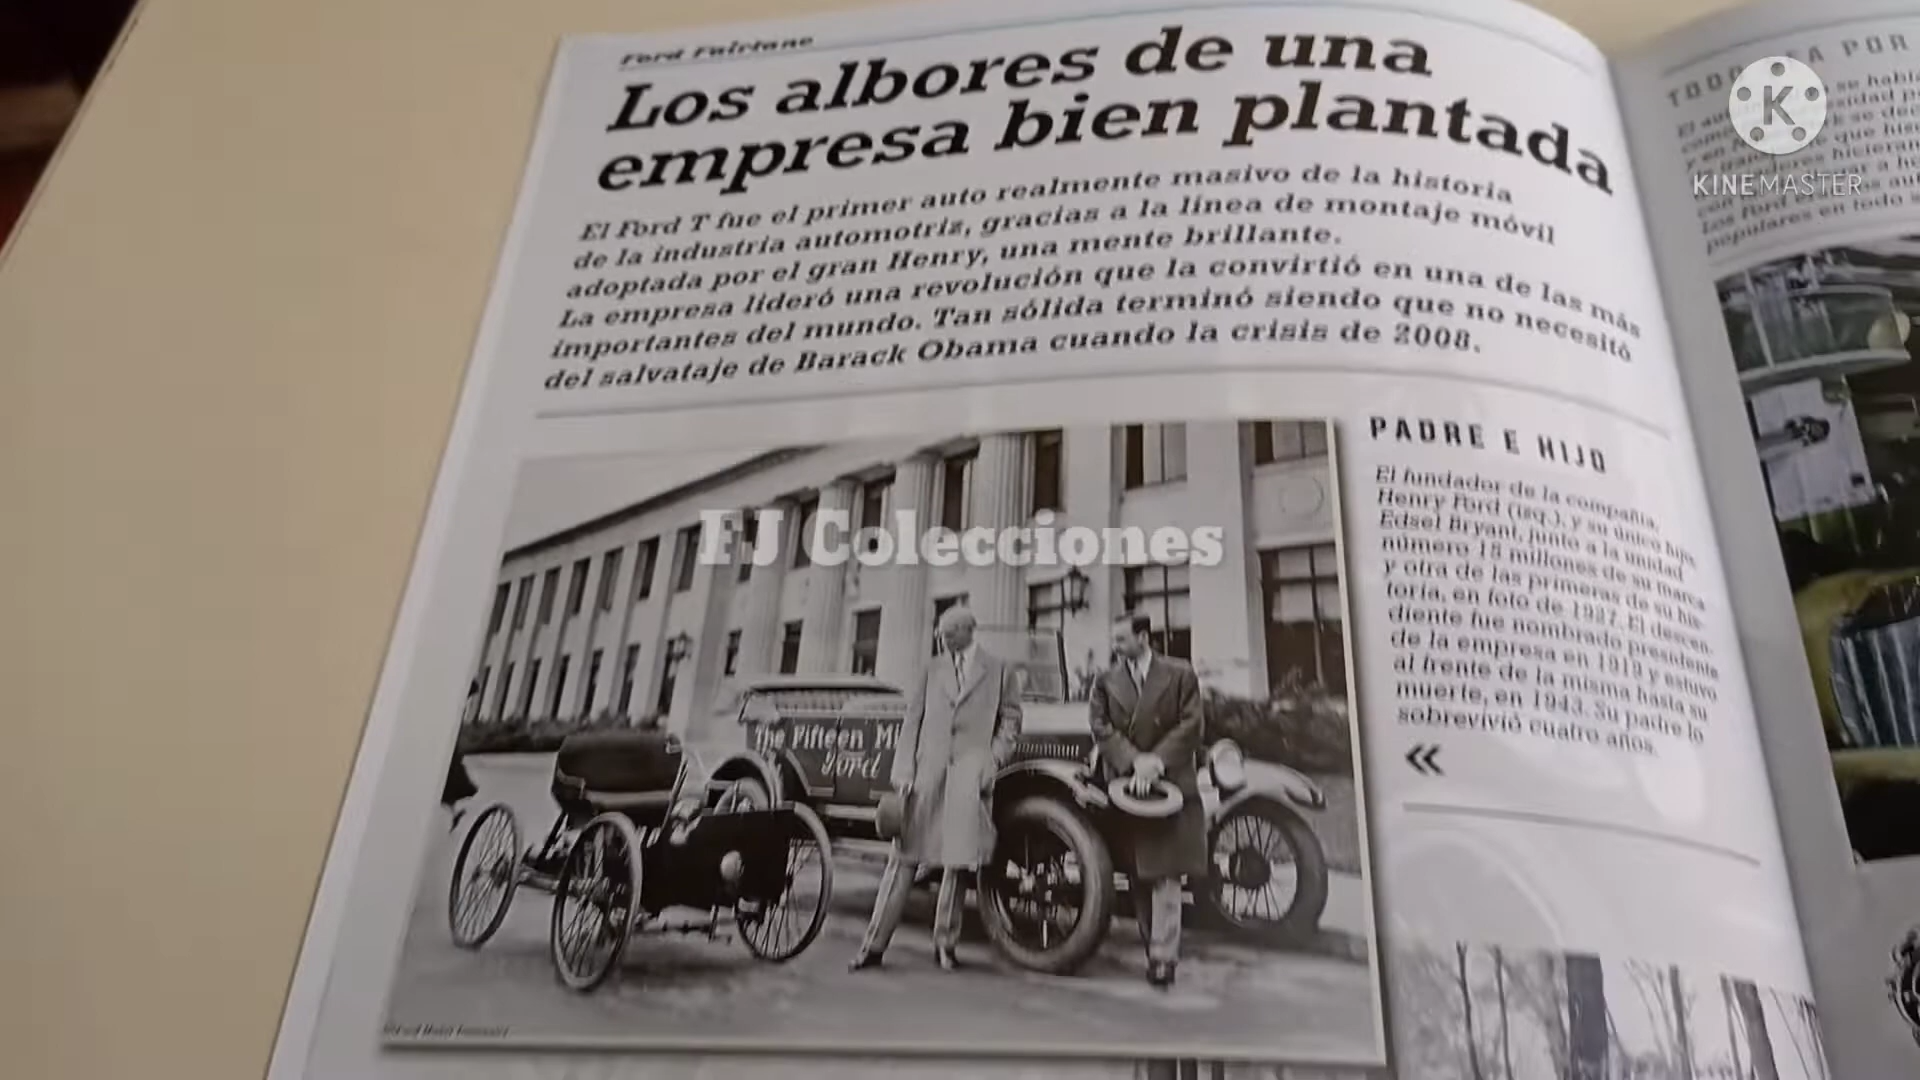 Ford Fairlane
Los albores de una
empresa bien plantada
El Ford T fue el primer auto realmente masivo de la historia
de la industria automotriz, gracias a la línea de montaje móvil
adoptada por el gran Henry, una mente brillante.
La empresa lideró una revolución que la convirtió en una de las más
importantes del mundo. Tan sólida terminó siendo que no necesitó
del salvataje de Barack Obama cuando la crisis de 2008.
PADRE E HIJO
El fundador de la compañía,
Henry Ford (izq.), y su único hijo,
Edsel Bryant, junto a la unidad
número 15 millones de su marca
y otra de las primeras de su his-
toria, en foto de 1927. El descen-
diente fue nombrado presidente
de la empresa en 1919 y estuvo
al frente de la misma hasta su
muerte, en 1943. Su padre lo
sobrevivió cuatro años.
«
FJ Colecciones
The Fifteen
Ford
A POR
K
KINEMASTER
populares en todo